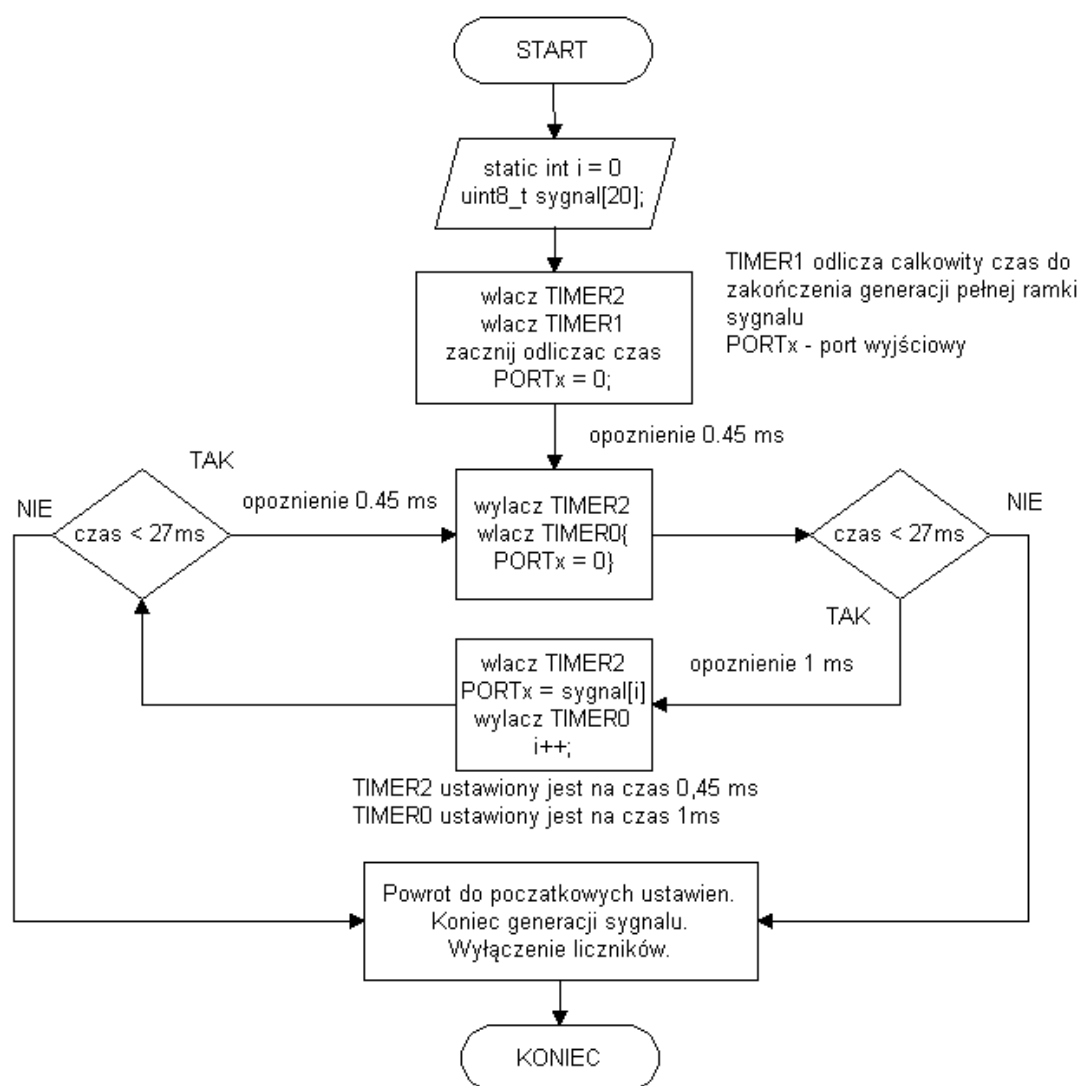 START
static int i = 0
uint8_t sygnal[20];
wlacz TIMER2
wlacz TIMER1
zacznij odliczac czas
PORTx = 0;
TIMER1 odlicza calkowity czas do
zakończenia generacji pełnej ramki
sygnalu
PORTx - port wyjściowy
opoznienie 0.45 ms
TAK
NIE
czas < 27ms
opoznienie 0.45 ms
wylacz TIMER2
wlacz TIMER0{
PORTx = 0}
czas < 27ms
NIE
TAK
opoznienie 1 ms
wlacz TIMER2
PORTx = sygnal[i]
wylacz TIMER0
i++;
TIMER2 ustawiony jest na czas 0,45 ms
TIMER0 ustawiony jest na czas 1ms
Powrot do poczatkowych ustawien.
Koniec generacji sygnalu.
Wyłączenie liczników.
KONIEC